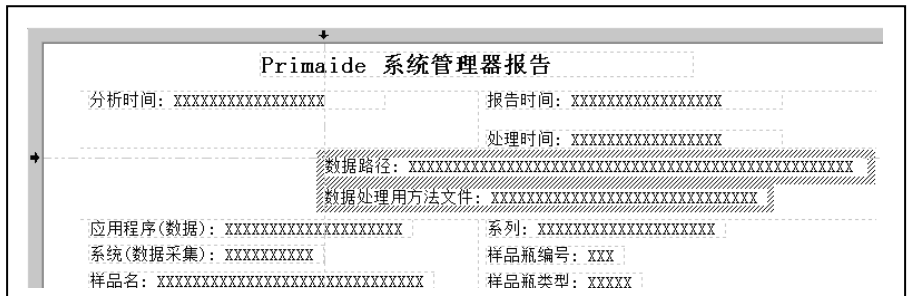 Primaide 系统管理器报告
分析时间: XXXXXXXXXXXXXXXXX 报告时间: XXXXXXXXXXXXXXXXX
处理时间: XXXXXXXXXXXXXXXXX
数据路径: XXXXXXXXXXXXXXXXXXXXXXXXXXXXXXXXXXXXXXXXXXXXXXXXXX
数据处理用方法文件: XXXXXXXXXXXXXXXXXXXXXXXXXXXXXX
应用程序(数据): XXXXXXXXXXXXXXXXXXXX 系列: XXXXXXXXXXXXXXXXXXXX
系统(数据采集): XXXXXXXXXX 样品瓶编号: XXX
样品名: XXXXXXXXXXXXXXXXXXXXXXXXXXXXXX 样品瓶类型: XXXXX